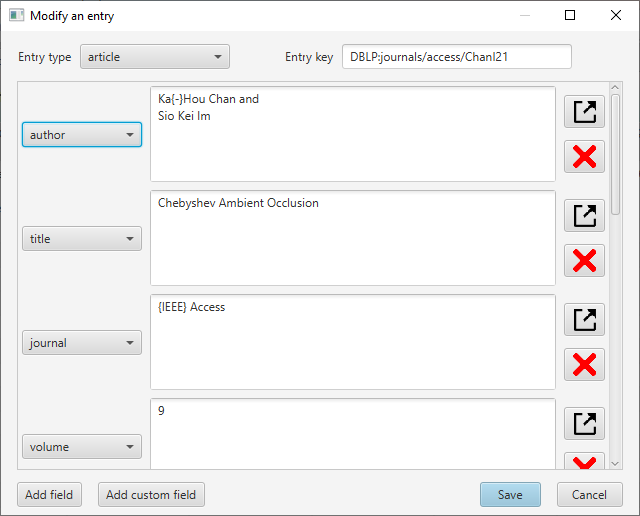 Modify an entry
Entry type article Entry key DBLP:journals/access/ChanI21
author
Ka{-}Hou Chan and
Sio Kei Im
title
Chebyshev Ambient Occlusion
journal
{IEEE} Access
volume
9
Add field Add custom field Save Cancel